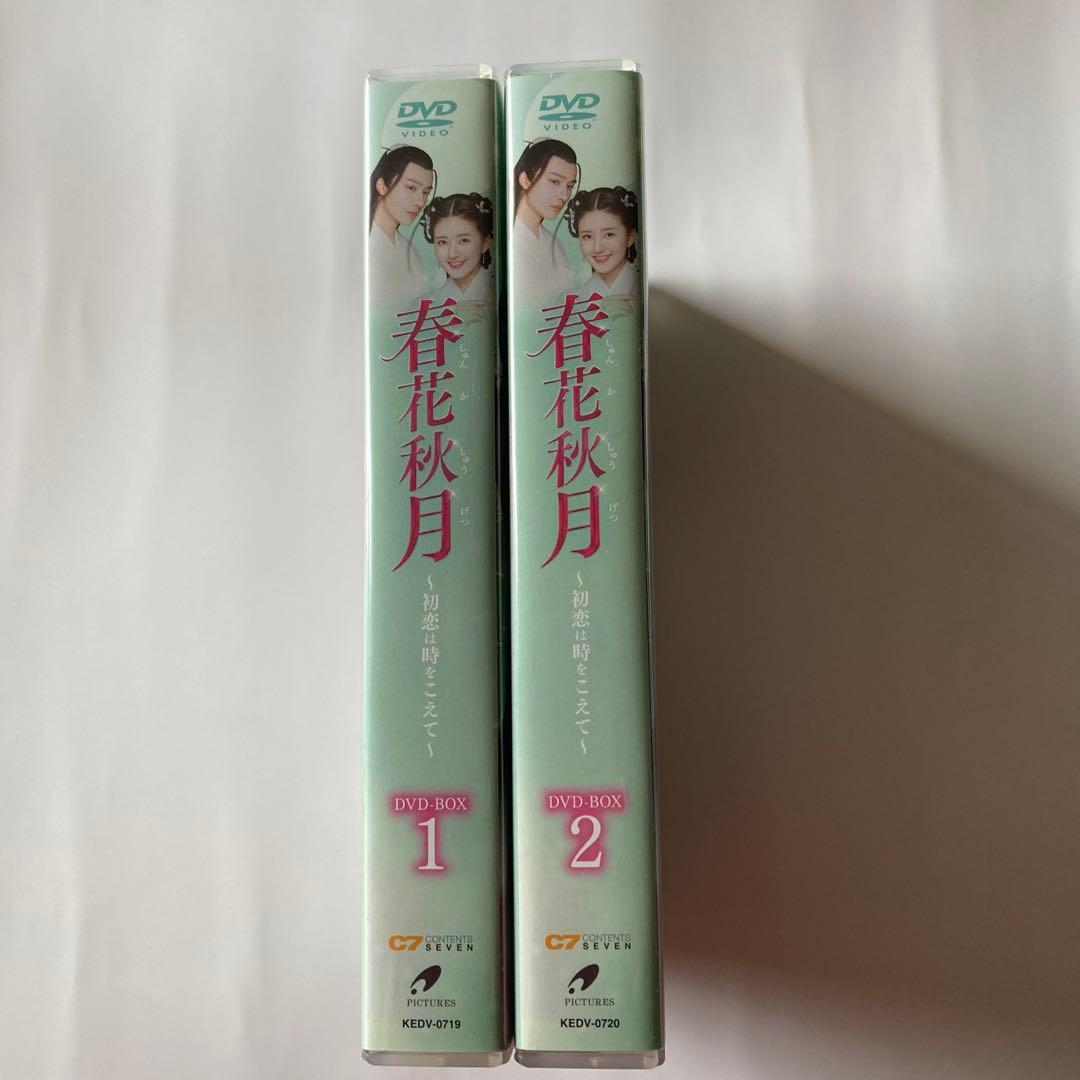 DVD
VIDEO
春花秋月
しゅん か しゅう げつ
～初恋は時をこえて～
DVD-BOX
1
C7 CONTENTS
SEVEN
PICTURES
KEDV-0719
DVD
VIDEO
春花秋月
しゅん か しゅう げつ
～初恋は時をこえて～
DVD-BOX
2
C7 CONTENTS
SEVEN
PICTURES
KEDV-0720